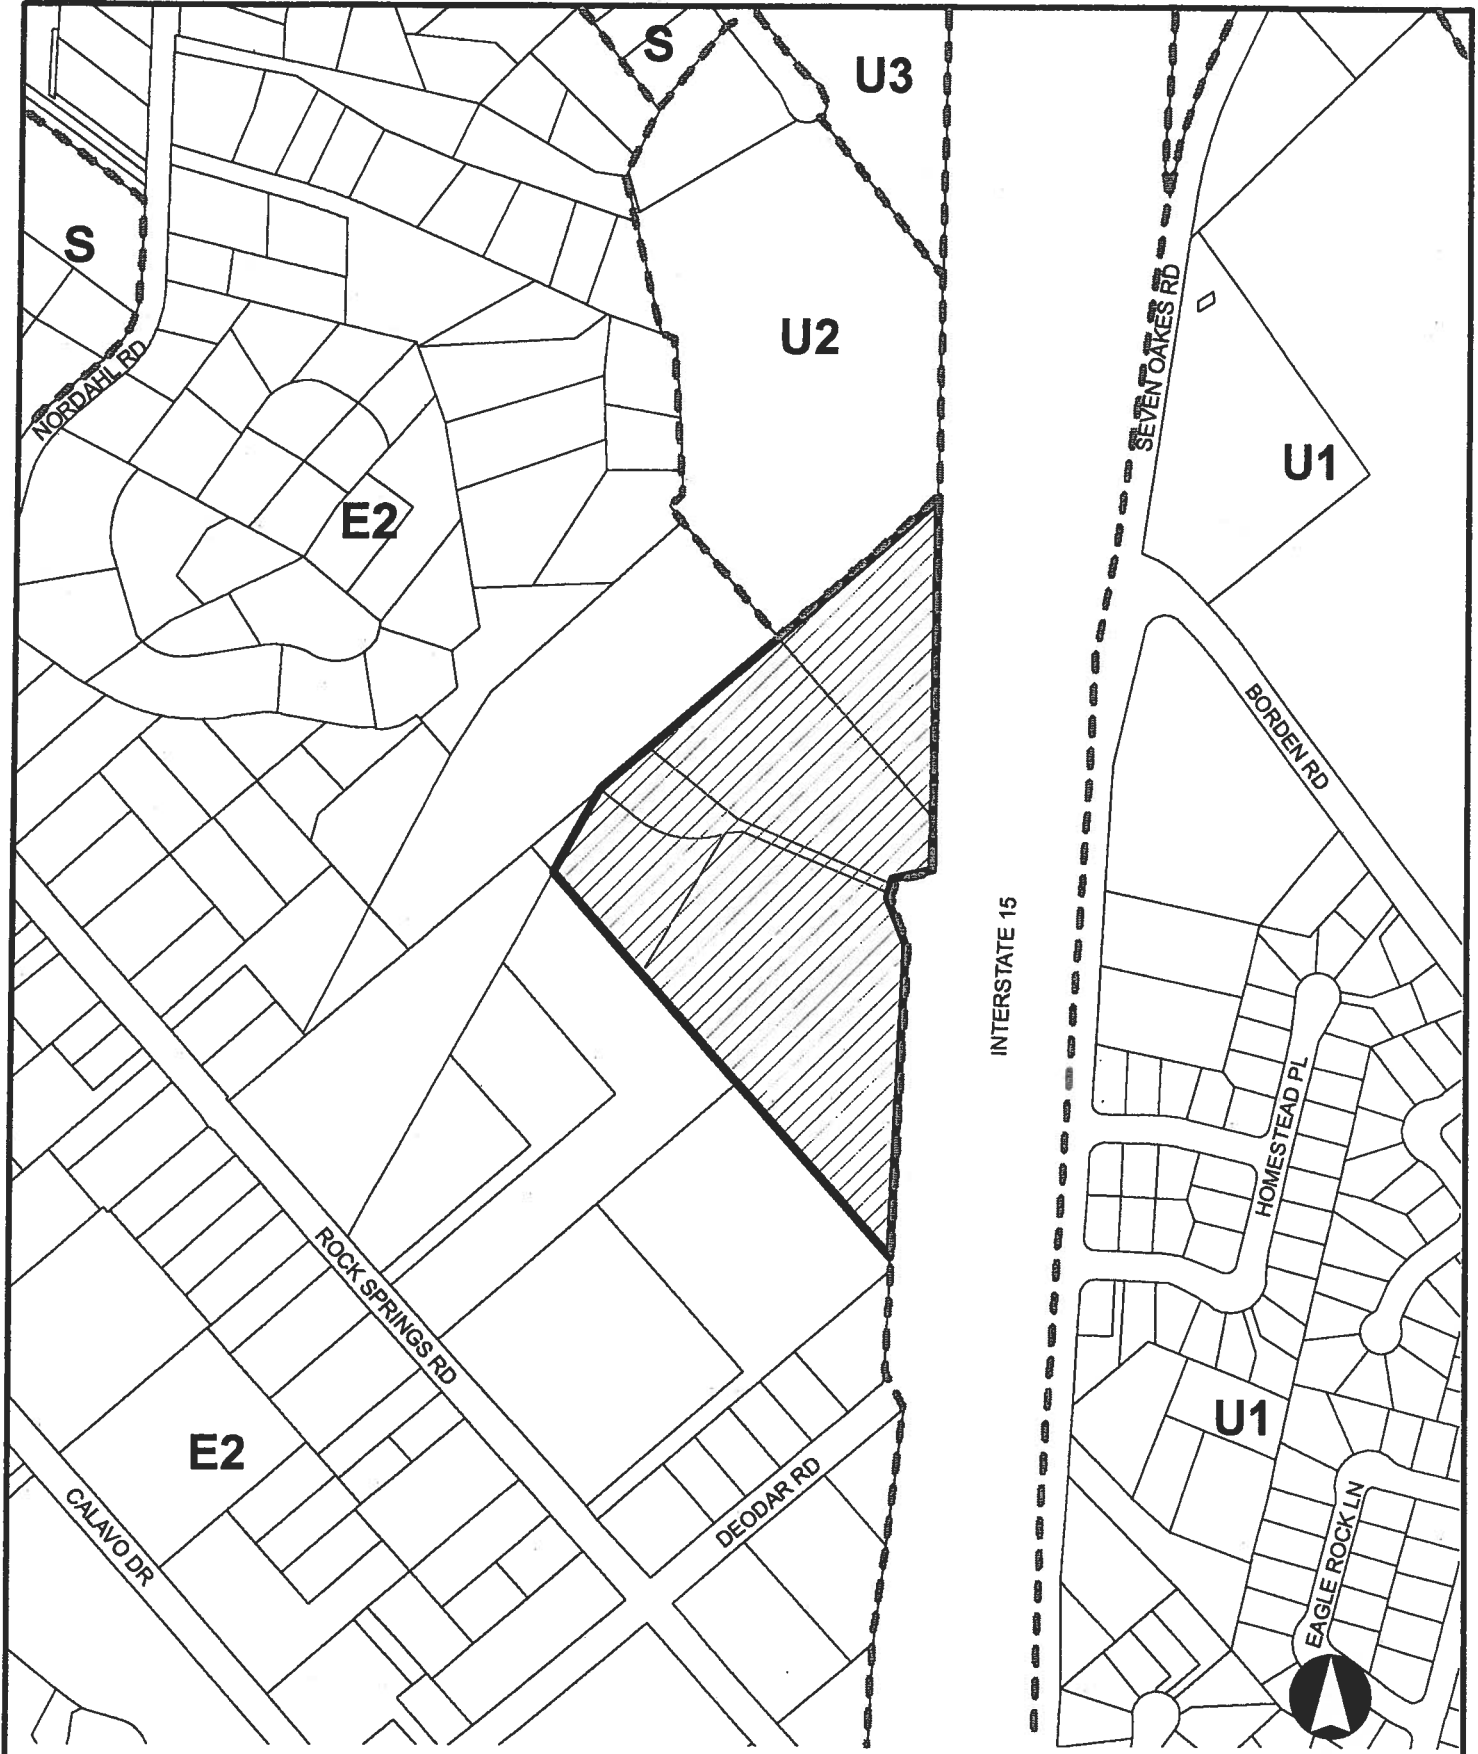 S
U3
S
U2
NORDAHL RD
SEVEN OAKES RD
U1
E2
BORDEN RD
INTERSTATE 15
HOMESTEAD PL
ROCK SPRINGS RD
U1
E2
DEODAR RD
CALAVO DR
EAGLE ROCK LN